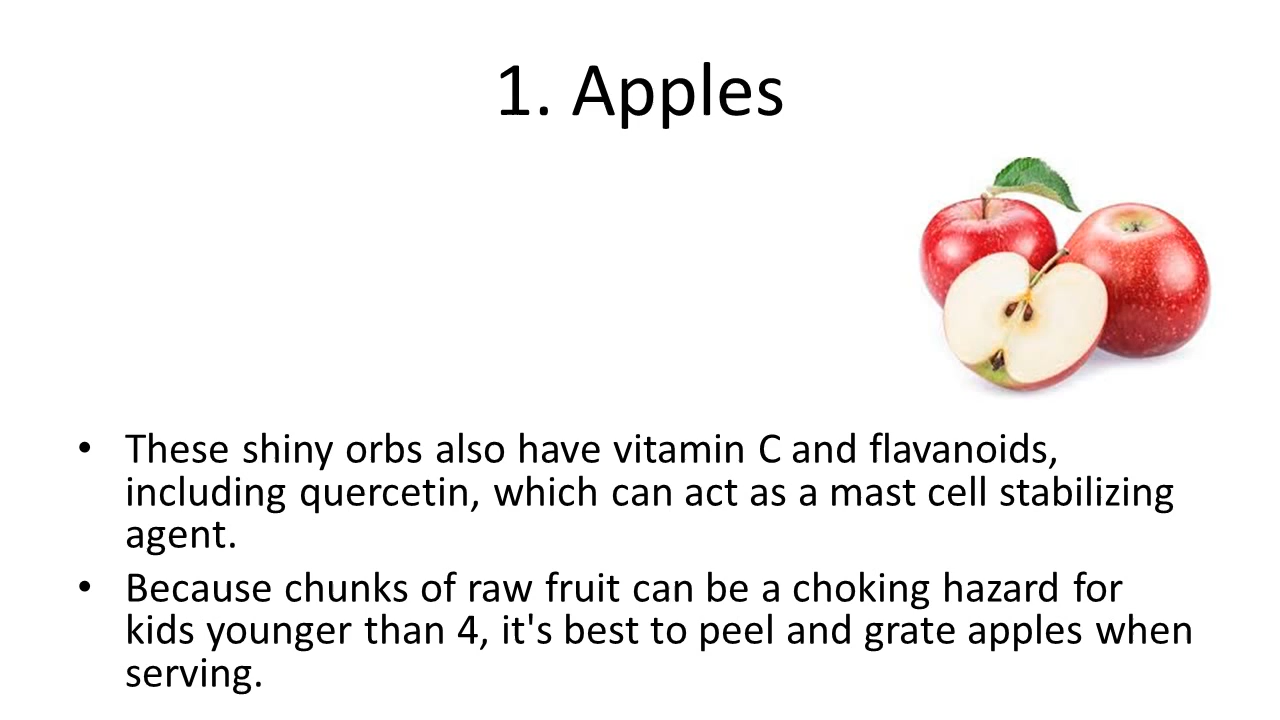 1. Apples
• These shiny orbs also have vitamin C and flavanoids,
including quercetin, which can act as a mast cell stabilizing
agent.
• Because chunks of raw fruit can be a choking hazard for
kids younger than 4, it's best to peel and grate apples when
serving.